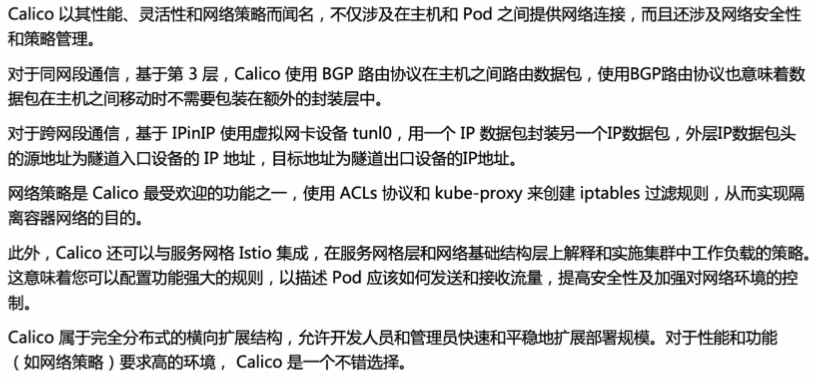 Calico 以其性能、灵活性和网络策略而闻名，不仅涉及在主机和 Pod 之间提供网络连接，而且还涉及网络安全性
和策略管理。
对于同网段通信，基于第 3 层，Calico 使用 BGP 路由协议在主机之间路由数据包，使用BGP路由协议也意味着数
据包在主机之间移动时不需要包装在额外的封装层中。
对于跨网段通信，基于 IPinIP 使用虚拟网卡设备 tunl0，用一个 IP 数据包封装另一个IP数据包，外层IP数据包头
的源地址为隧道入口设备的 IP 地址，目标地址为隧道出口设备的IP地址。
网络策略是 Calico 最受欢迎的功能之一，使用 ACLs 协议和 kube-proxy 来创建 iptables 过滤规则，从而实现隔
离容器网络的目的。
此外，Calico 还可以与服务网格 Istio 集成，在服务网格层和网络基础结构层上解释和实施集群中工作负载的策略。
这意味着您可以配置功能强大的规则，以描述 Pod 应该如何发送和接收流量，提高安全性及加强对网络环境的控
制。
Calico 属于完全分布式的横向扩展结构，允许开发人员和管理员快速和平稳地扩展部署规模。对于性能和功能
（如网络策略）要求高的环境， Calico 是一个不错选择。